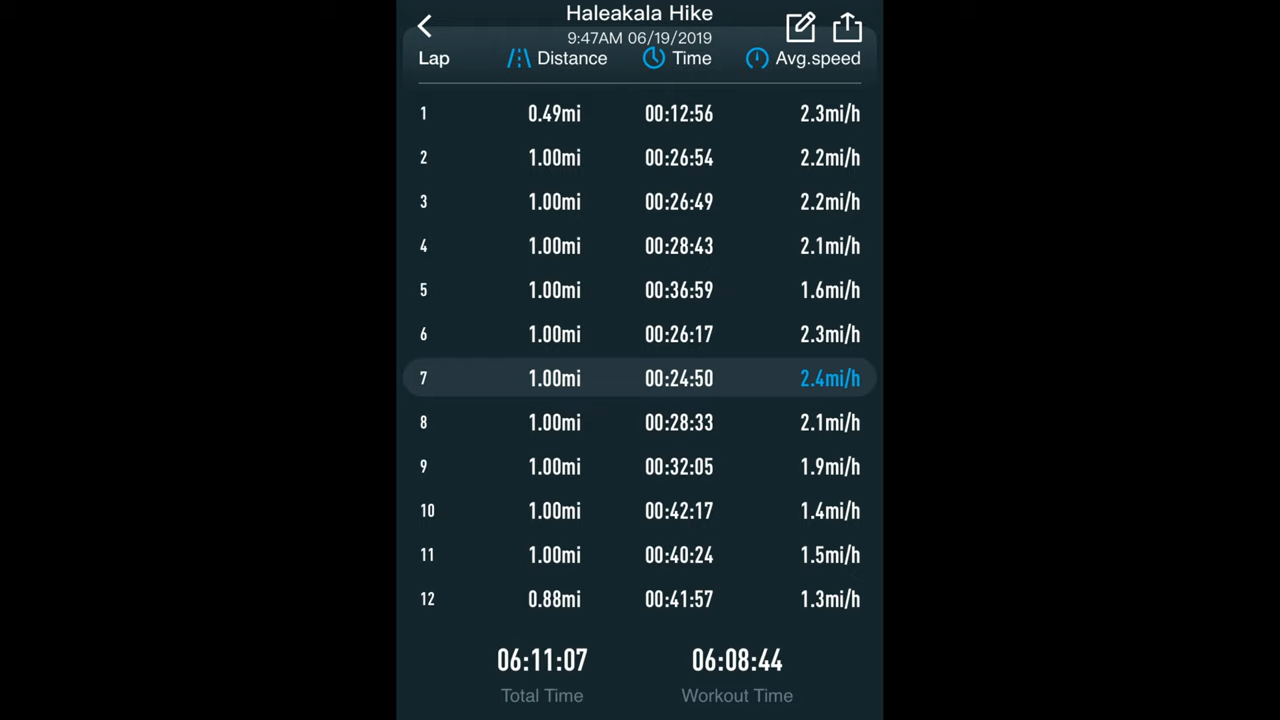 Haleakala Hike
9:47AM 06/19/2019
Lap Distance Time Avg.speed
1 0.49mi 00:12:56 2.3mi/h
2 1.00mi 00:26:54 2.2mi/h
3 1.00mi 00:26:49 2.2mi/h
4 1.00mi 00:28:43 2.1mi/h
5 1.00mi 00:36:59 1.6mi/h
6 1.00mi 00:26:17 2.3mi/h
7 1.00mi 00:24:50 2.4mi/h
8 1.00mi 00:28:33 2.1mi/h
9 1.00mi 00:32:05 1.9mi/h
10 1.00mi 00:42:17 1.4mi/h
11 1.00mi 00:40:24 1.5mi/h
12 0.88mi 00:41:57 1.3mi/h
06:11:07 06:08:44
Total Time Workout Time